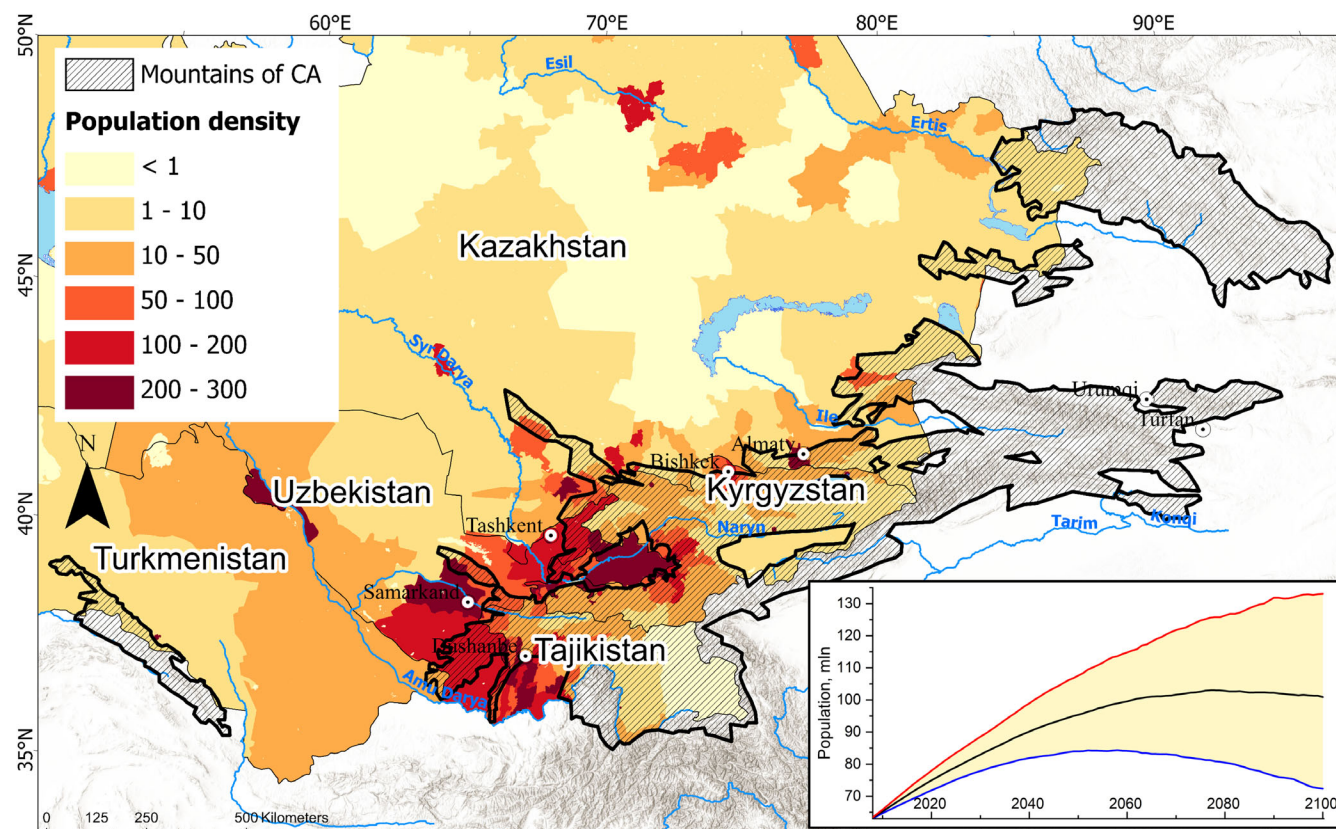 60°E
70°E
80°E
90°E
50°N
45°N
40°N
35°N
Mountains of CA
Population density
< 1
1 - 10
10 - 50
50 - 100
100 - 200
200 - 300
N
Esil
Ertis
Kazakhstan
Syr Darya
Ile
Urumqi
Turfan
Almaty
Bishkek
Kyrgyzstan
Uzbekistan
Tashkent
Naryn
Tarim
Konqi
Turkmenistan
Samarkand
Dushanbe
Tajikistan
Amu Darya
0 125 250 500 Kilometers
Population, mln
130
120
110
100
90
80
70
2020 2040 2060 2080 2100